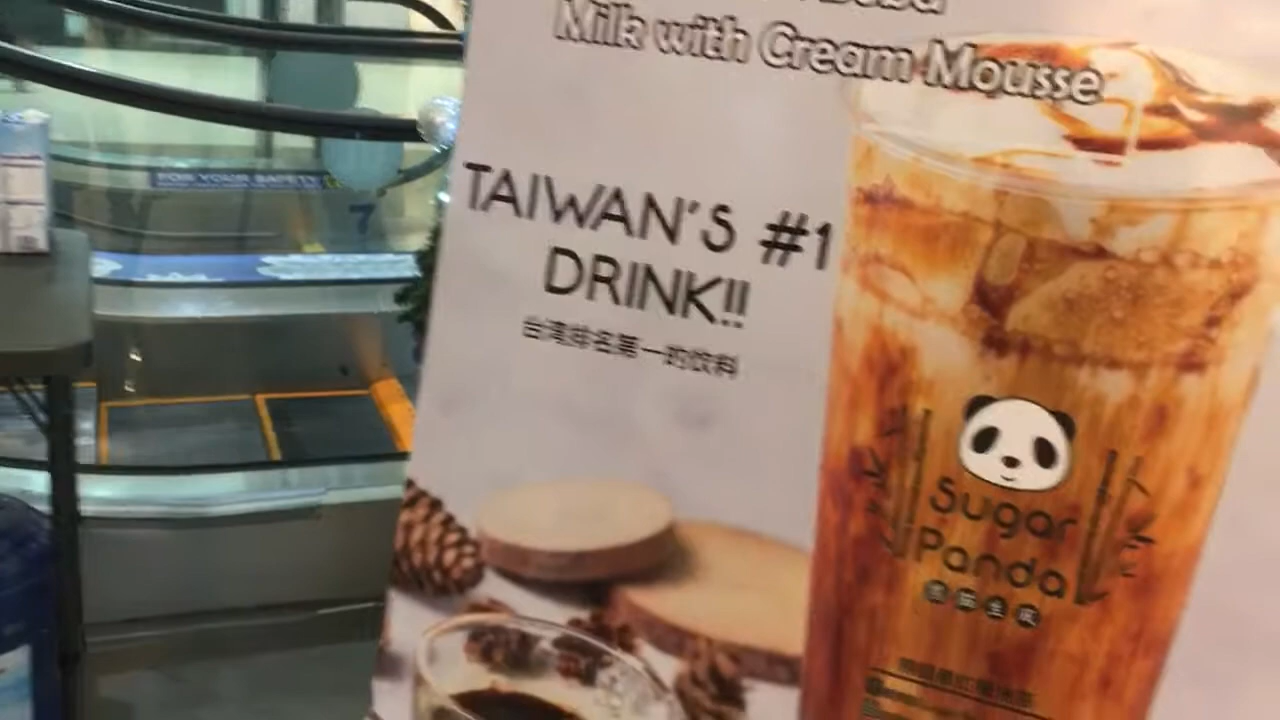 Milk with Cream Mousse
TAIWAN'S #1
DRINK!!
台湾排名第一的饮料
FOR YOUR SAFETY
7
Sugar
Panda